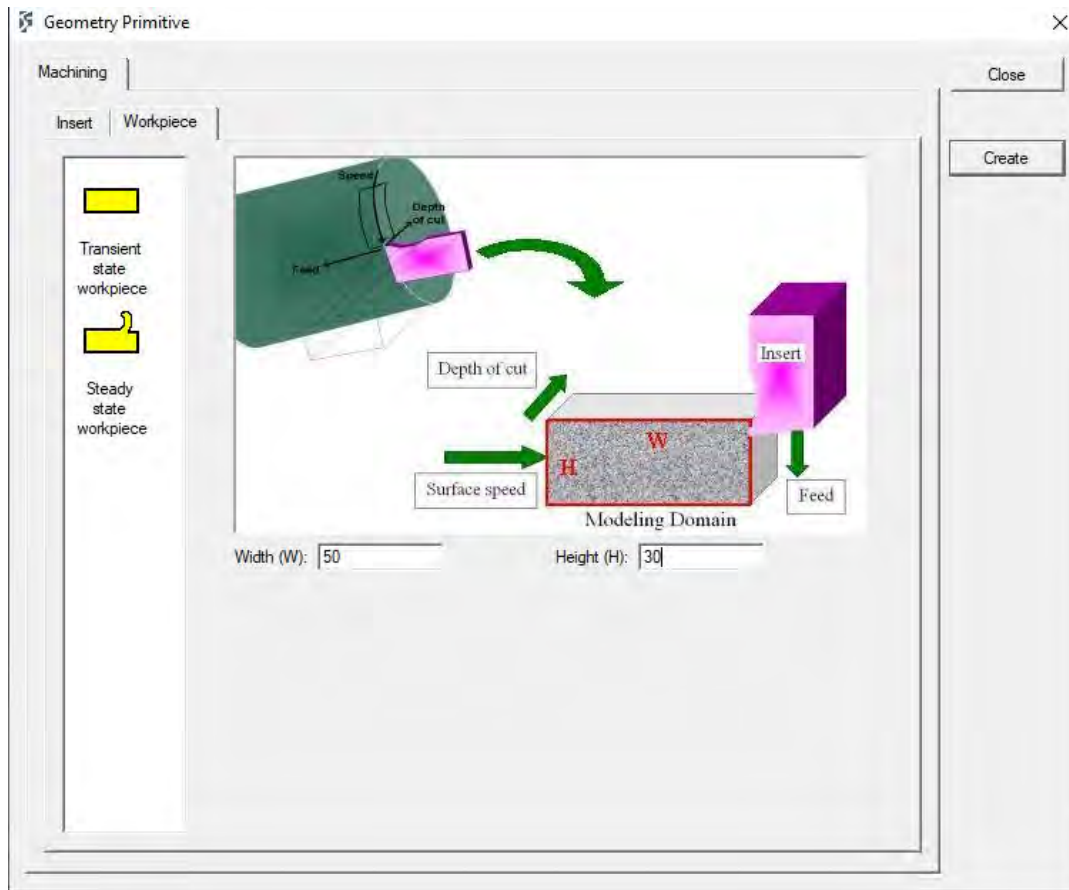 Geometry Primitive
Machining
Close
Insert
Workpiece
Create
Transient
state
workpiece
Steady
state
workpiece
Speed
Depth
of cut
Feed
Insert
Depth of cut
W
H
Surface speed
Feed
Modeling Domain
Width (W): 50
Height (H): 30